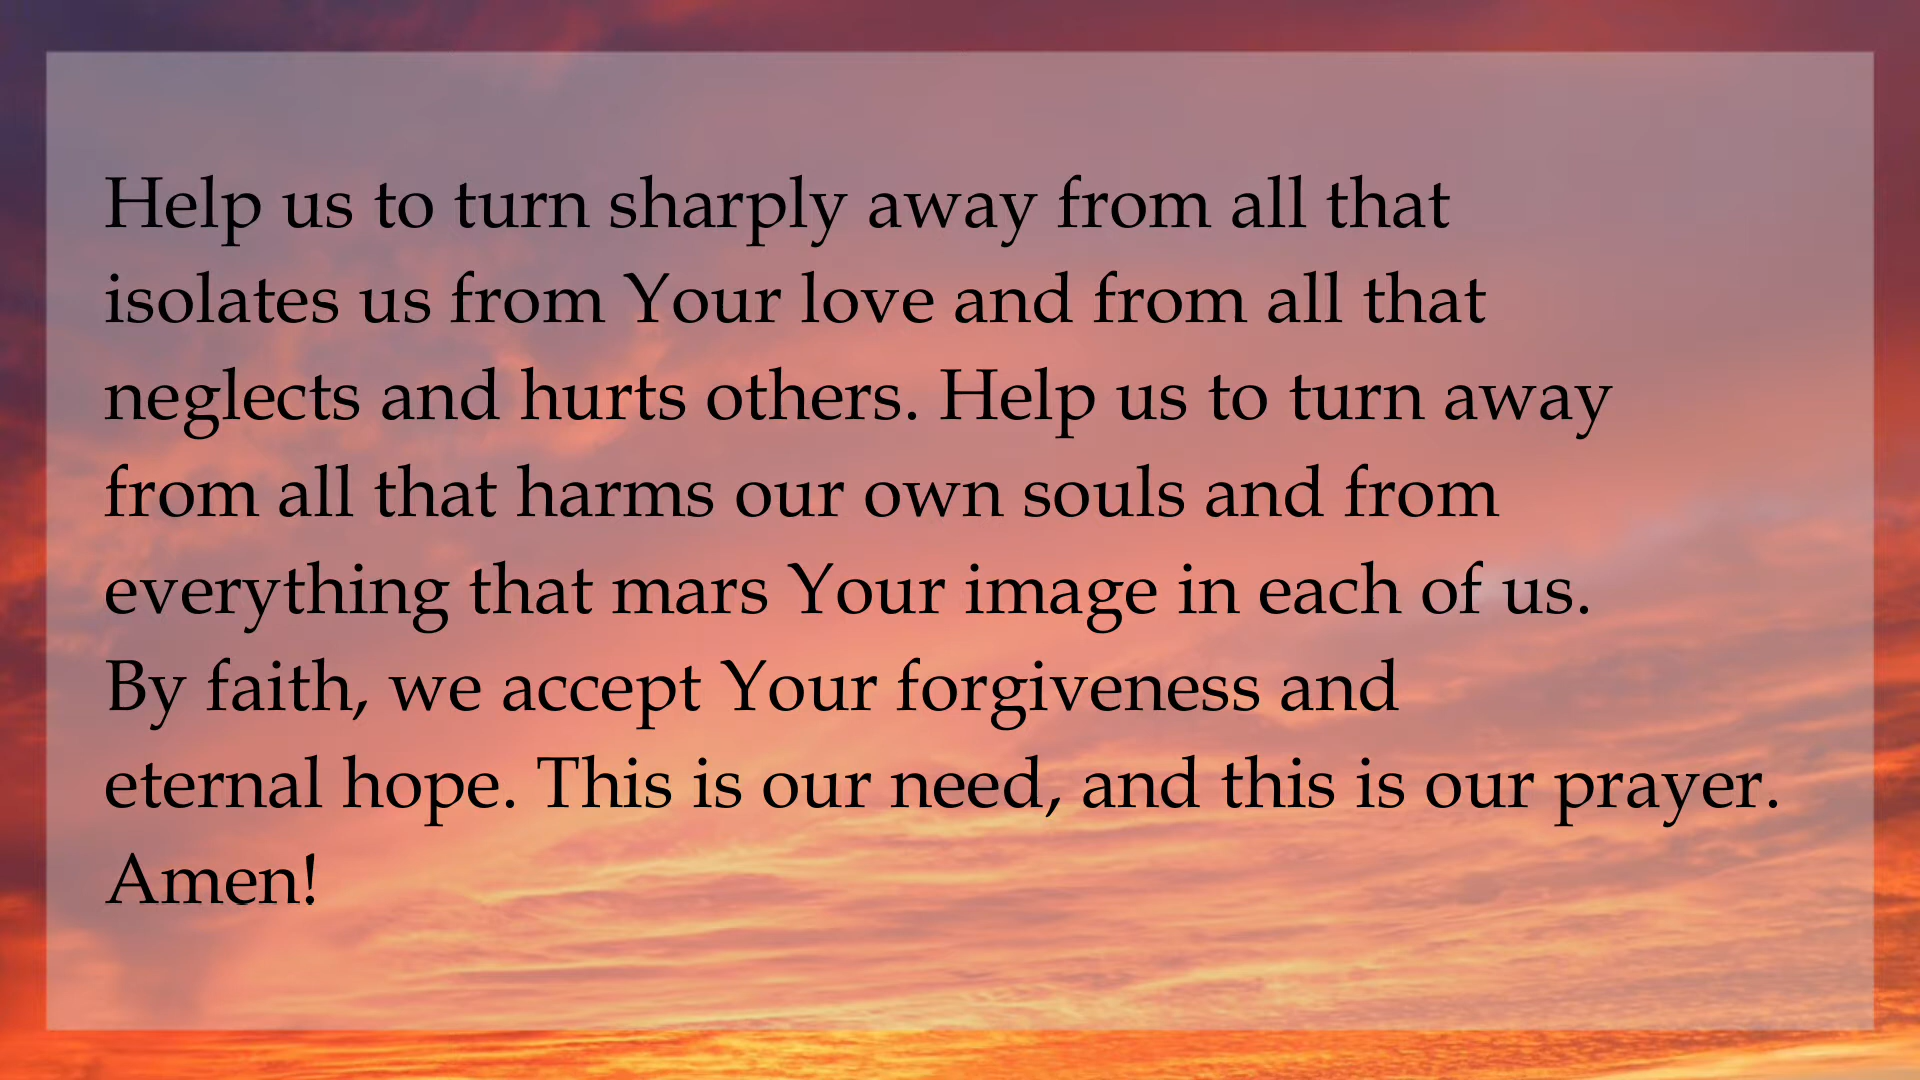 Help us to turn sharply away from all that
isolates us from Your love and from all that
neglects and hurts others. Help us to turn away
from all that harms our own souls and from
everything that mars Your image in each of us.
By faith, we accept Your forgiveness and
eternal hope. This is our need, and this is our prayer.
Amen!